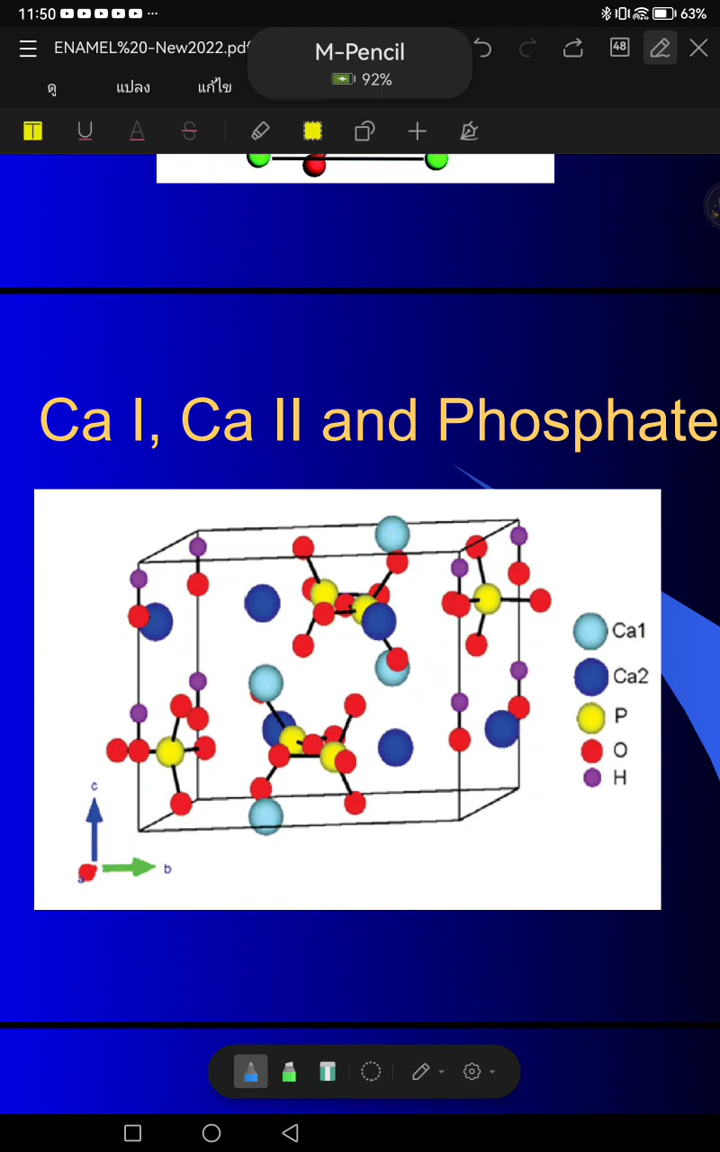 11:50 ...
63%
ENAMEL%20-New2022.pdf
M-Pencil
92%
48
ดู แปลง แก้ไข
T U A S
Ca I, Ca II and Phosphate
Ca1
Ca2
P
O
H
c
b
a